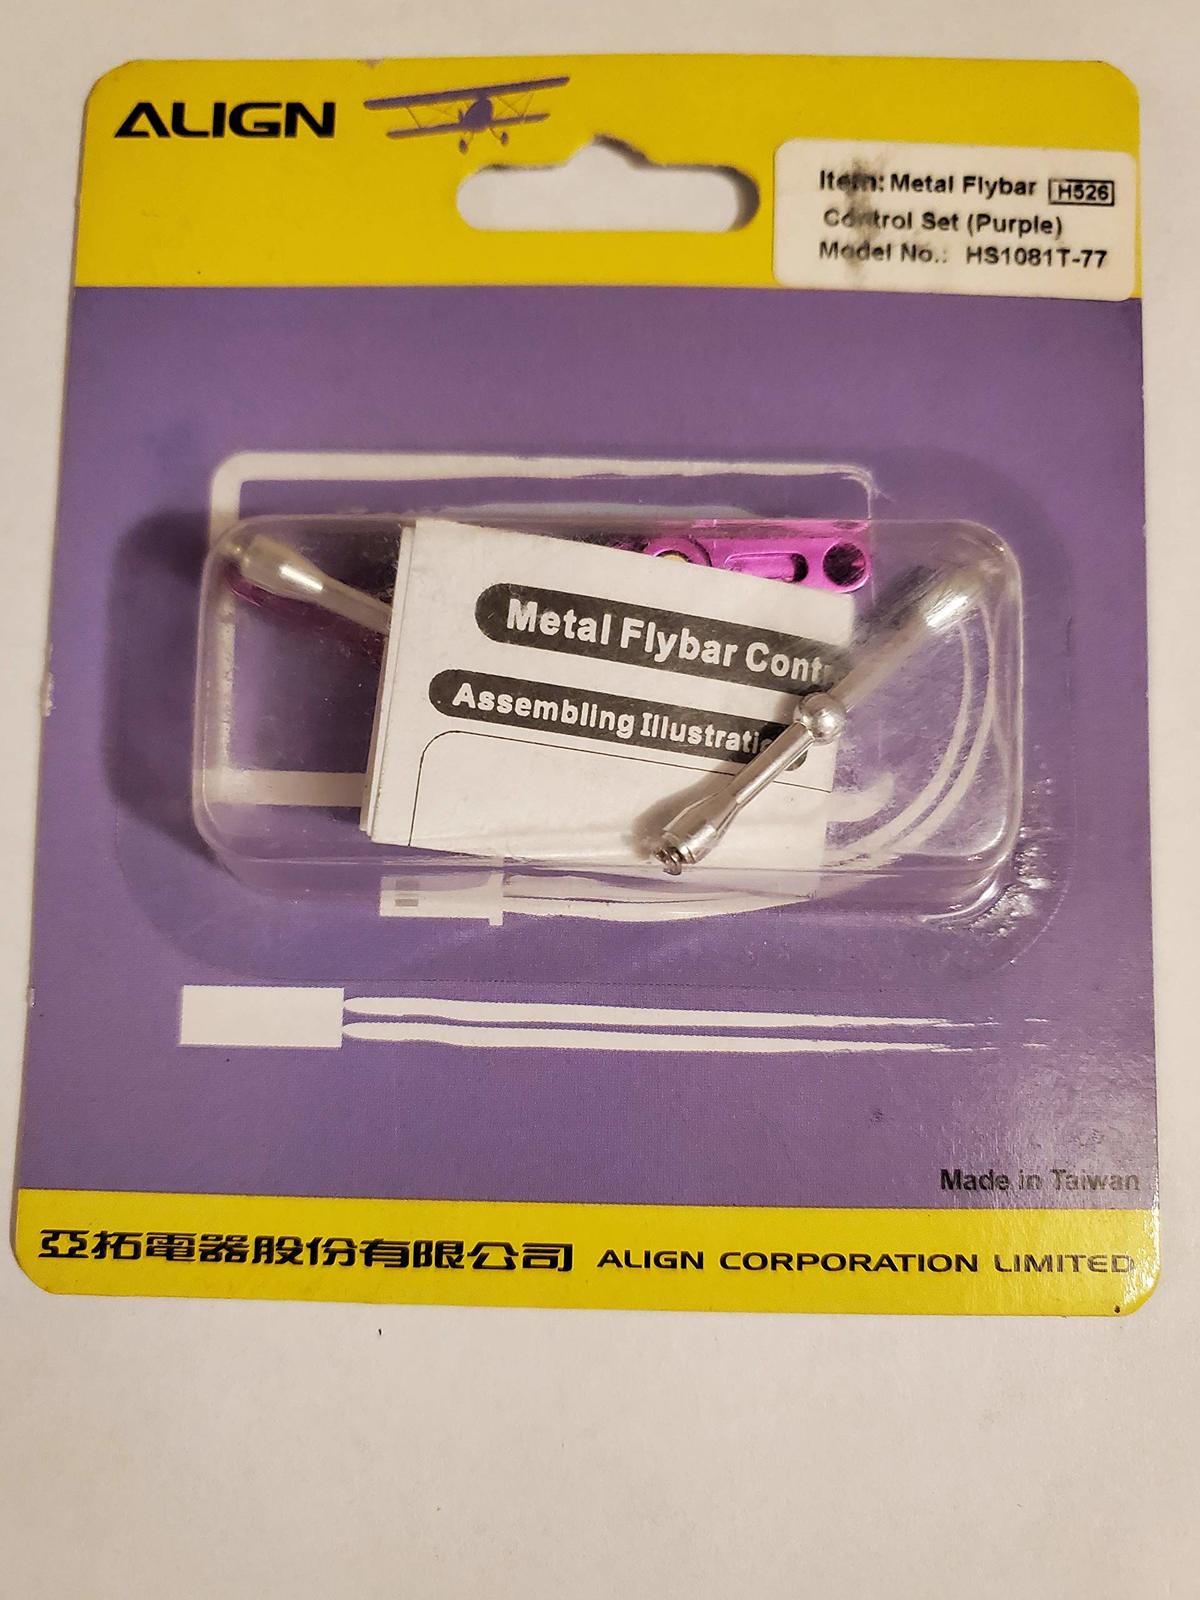 ALIGN
Item: Metal Flybar H526
Control Set (Purple)
Model No.: HS1081T-77
Metal Flybar Contr
Assembling Illustratio
Made in Taiwan
亞拓電器股份有限公司 ALIGN CORPORATION LIMITED